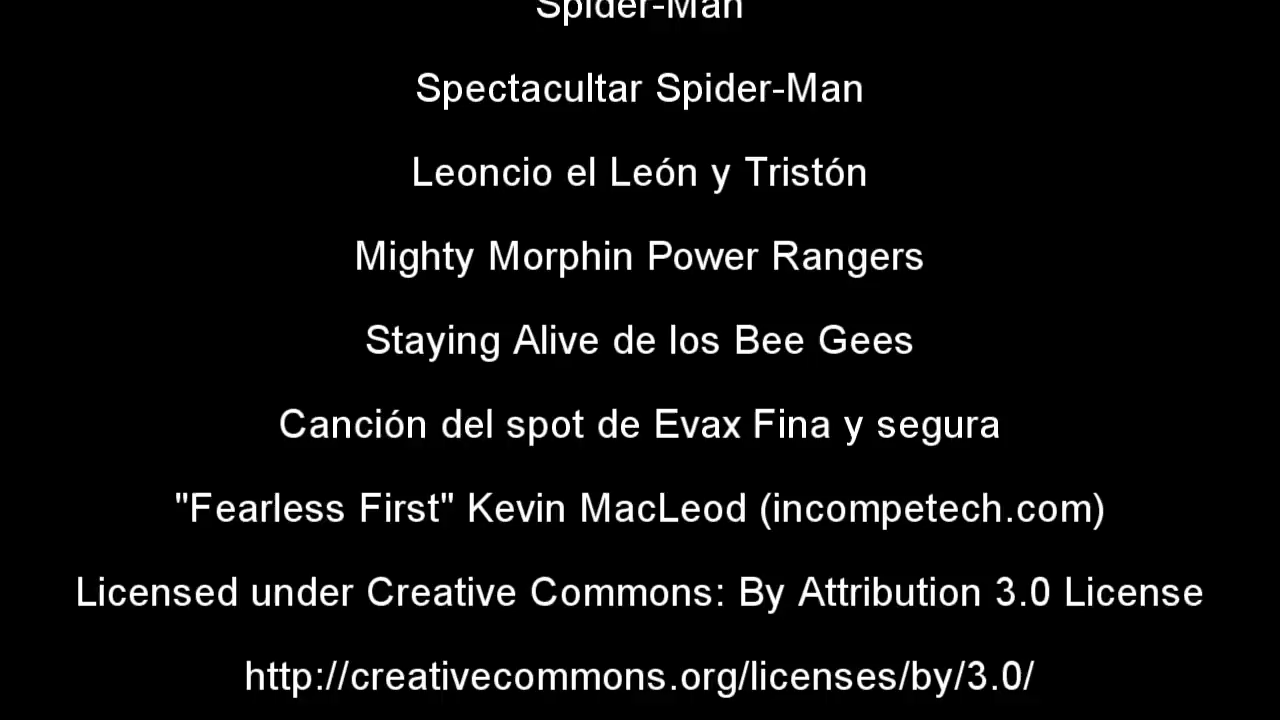 Spider-Man
Spectacultar Spider-Man
Leoncio el León y Tristón
Mighty Morphin Power Rangers
Staying Alive de los Bee Gees
Canción del spot de Evax Fina y segura
"Fearless First" Kevin MacLeod (incompetech.com)
Licensed under Creative Commons: By Attribution 3.0 License
http://creativecommons.org/licenses/by/3.0/